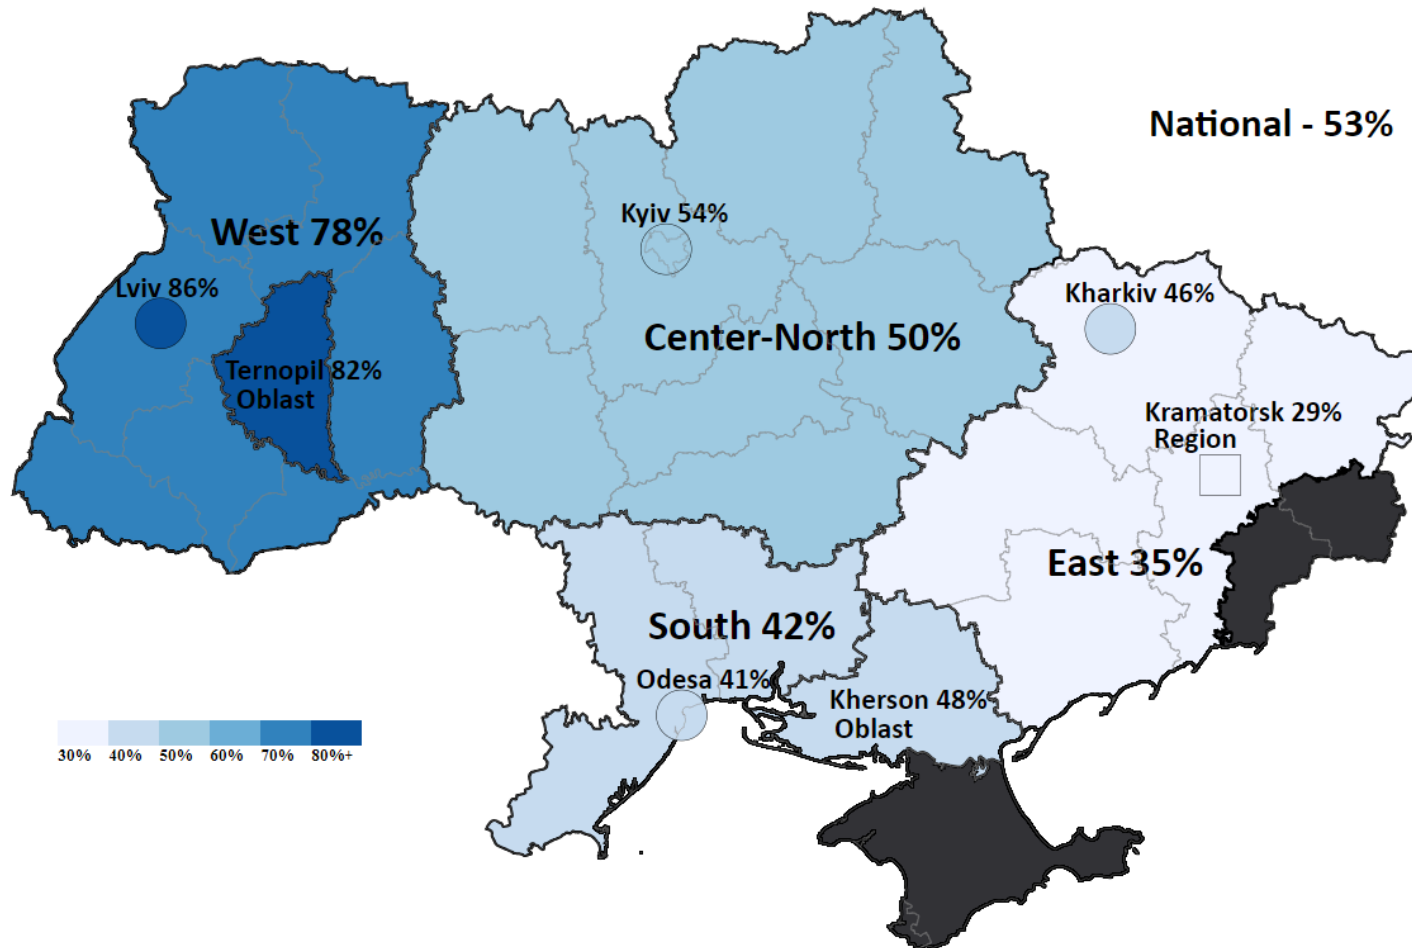 National - 53%
Kyiv 54%
West 78%
Lviv 86%
Kharkiv 46%
Center-North 50%
Ternopil 82%
Oblast
Kramatorsk 29%
Region
East 35%
South 42%
Odesa 41%
Kherson 48%
Oblast
30% 40% 50% 60% 70% 80%+